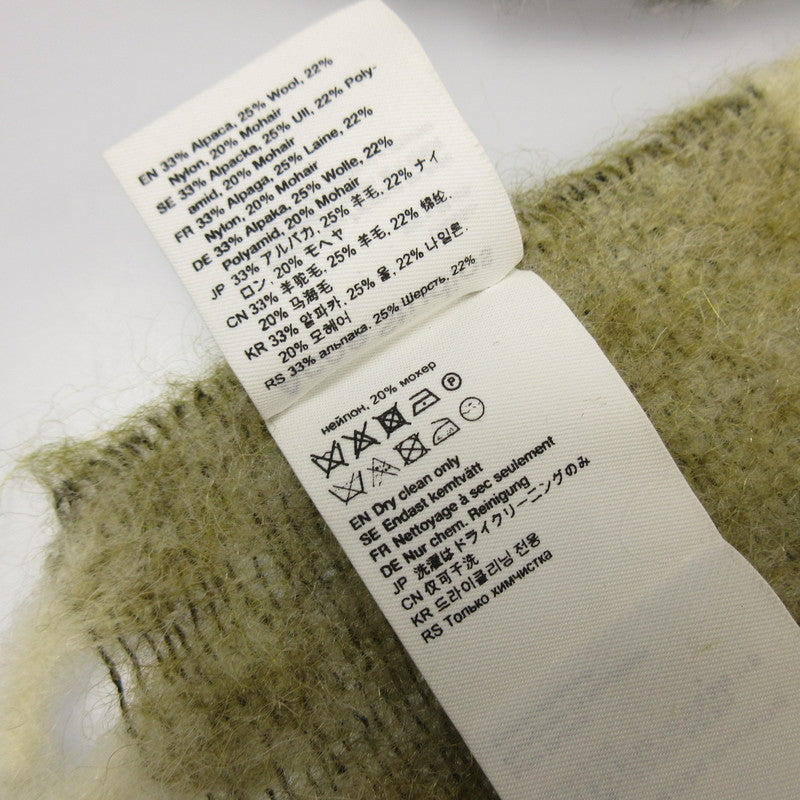 EN 33% Alpaca, 25% Wool, 22%
Nylon, 20% Mohair
SE 33% Alpacka, 25% Ull, 22% Poly-
amid, 20% Mohair
FR 33% Alpaga, 25% Laine, 22%
Nylon, 20% Mohair
DE 33% Alpaka, 25% Wolle, 22%
Polyamid, 20% Mohair
JP 33% アルパカ, 25% 羊毛, 22% ナイ
ロン, 20% モヘヤ
CN 33% 羊驼毛, 25% 羊毛, 22% 锦纶.
20% 马海毛
KR 33% 알파카, 25% 울, 22% 나일론.
20% 모헤어
RS 33% альпака. 25% Шерсть, 22%
нейлон, 20% мохер
P
EN Dry clean only
SE Endast kemtvätt
FR Nettoyage à sec seulement
DE Nur chem. Reinigung
JP 洗濯はドライクリーニングのみ
CN 仅可干洗
KR 드라이클리닝 전용
RS Только химчистка